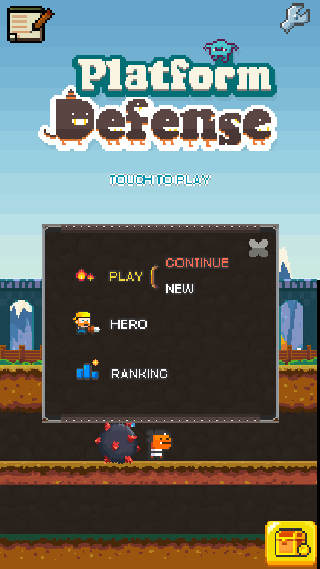 Platform
Defense
TOUCH TO PLAY
PLAY
CONTINUE
NEW
HERO
RANKING